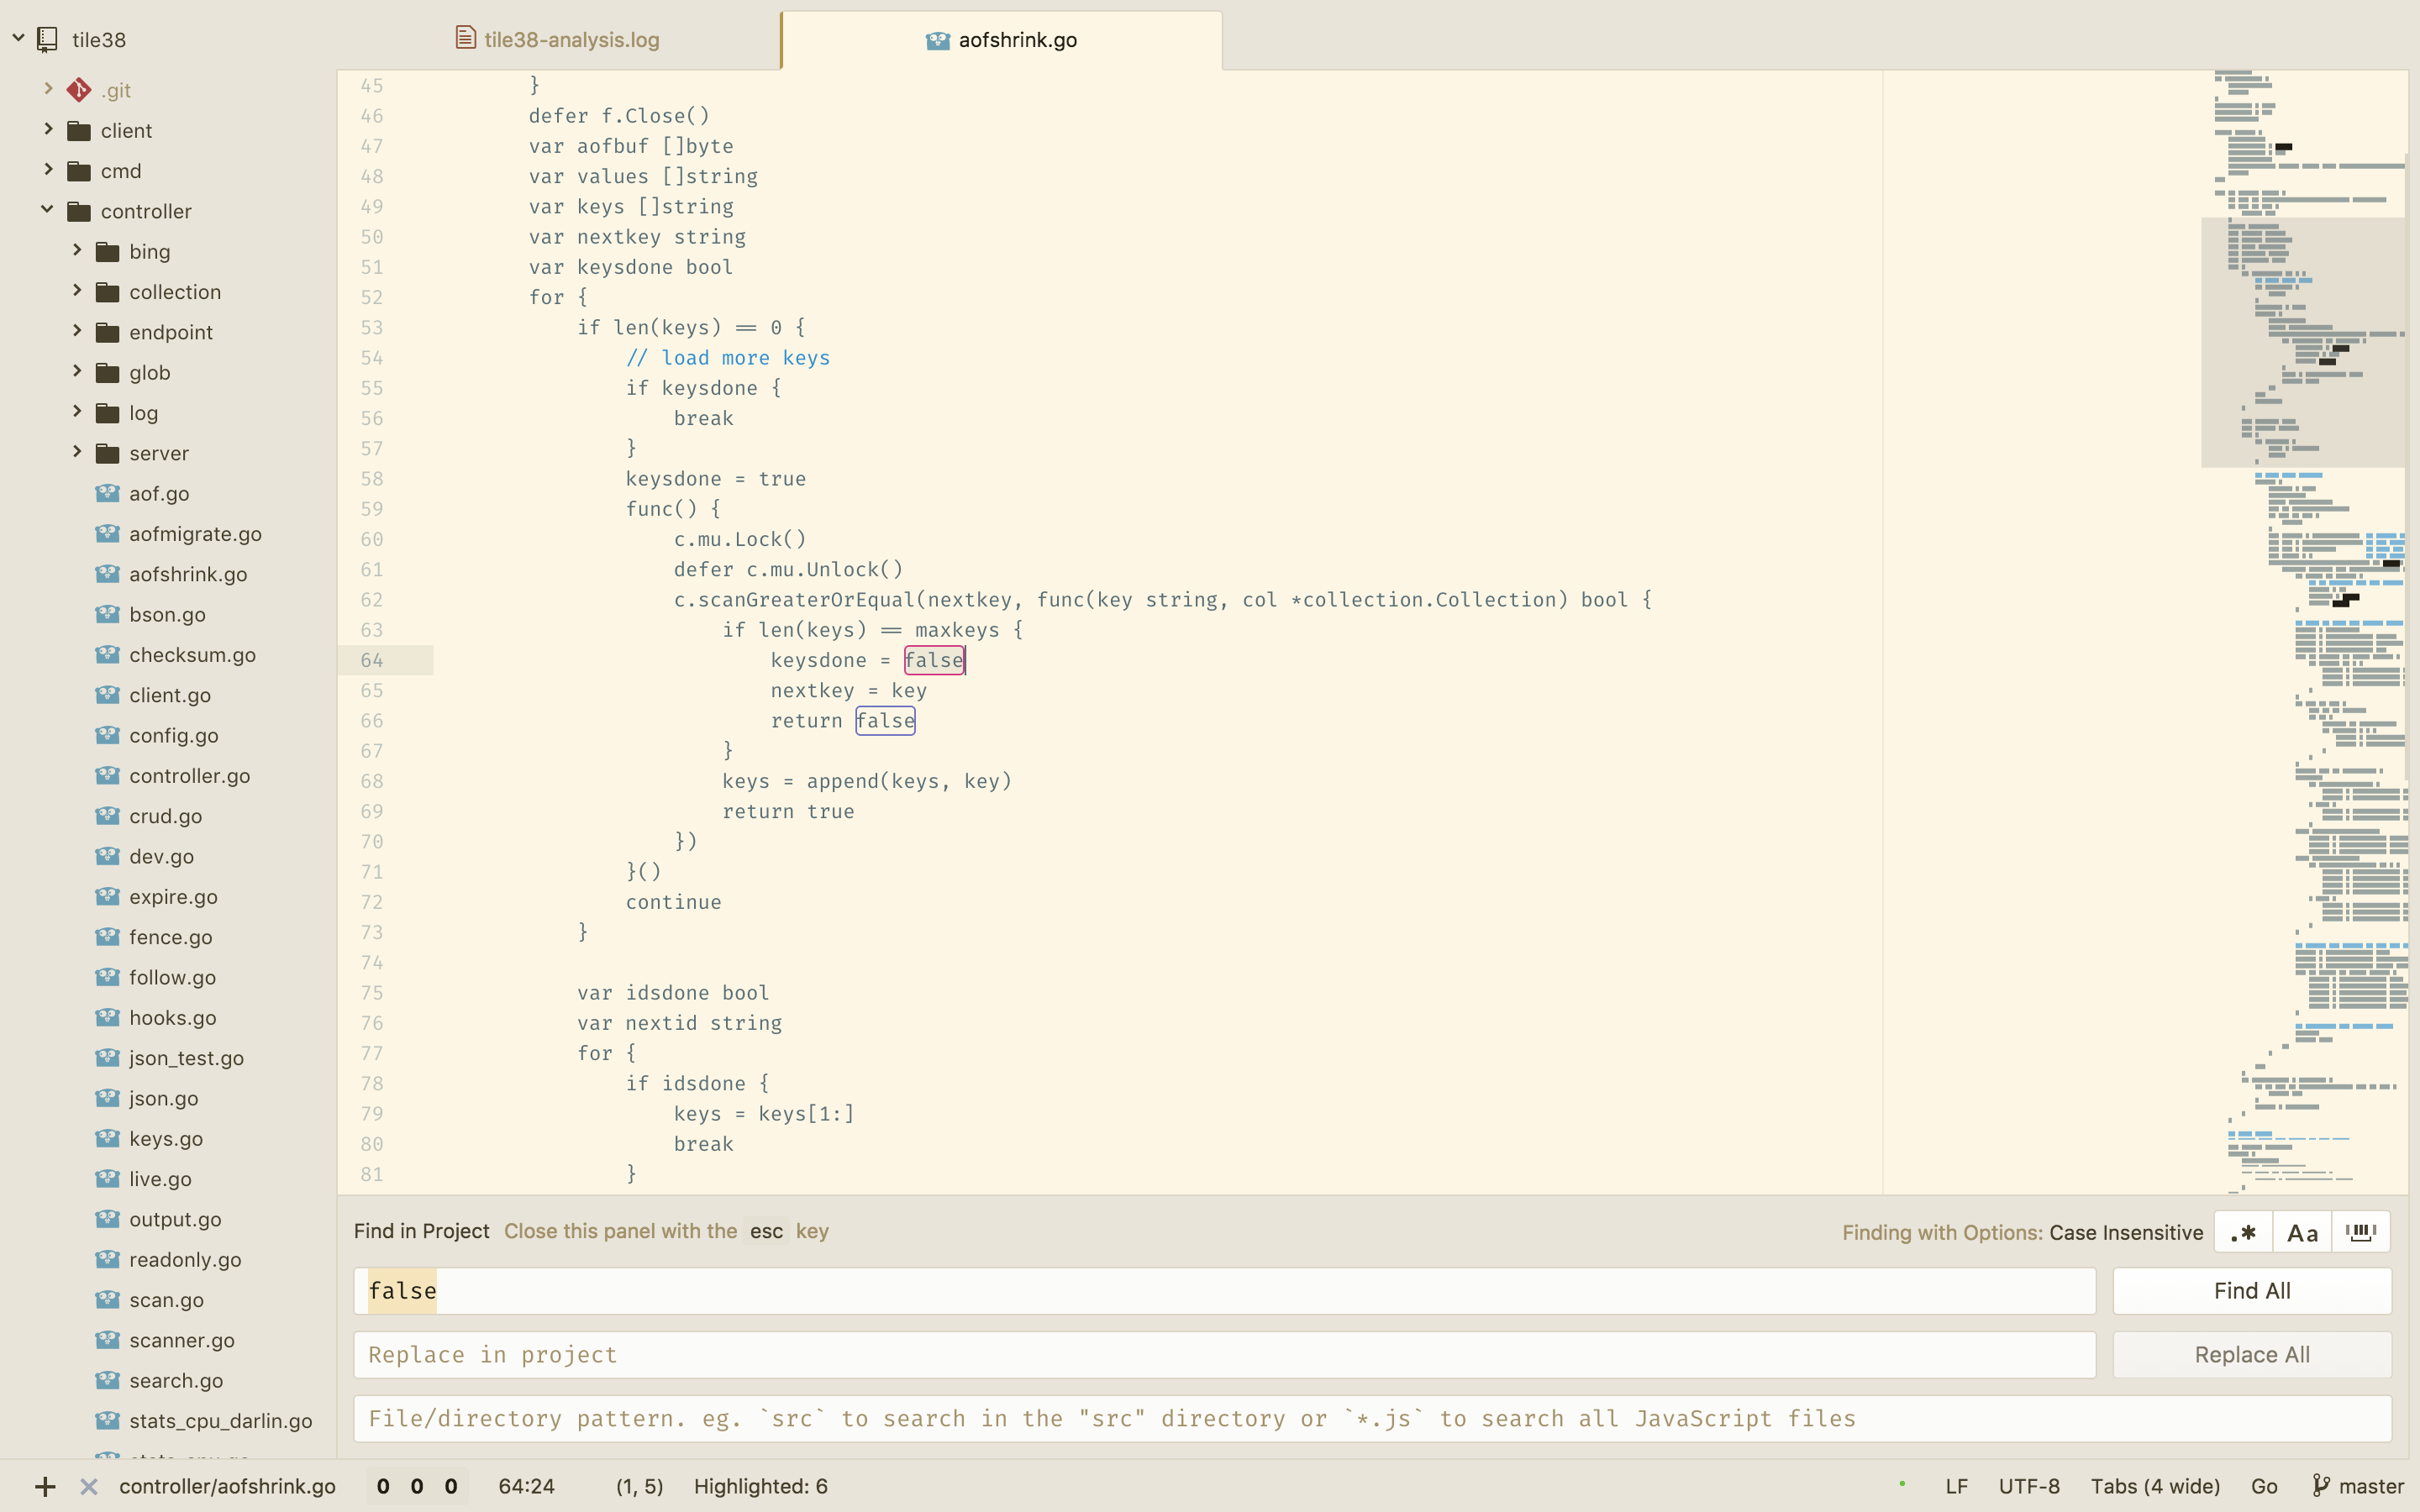 tile38
.git
client
cmd
controller
bing
collection
endpoint
glob
log
server
aof.go
aofmigrate.go
aofshrink.go
bson.go
checksum.go
client.go
config.go
controller.go
crud.go
dev.go
expire.go
fence.go
follow.go
hooks.go
json_test.go
json.go
keys.go
live.go
output.go
readonly.go
scan.go
scanner.go
search.go
stats_cpu_darlin.go
tile38-analysis.log
aofshrink.go
45 }
46 defer f.Close()
47 var aofbuf []byte
48 var values []string
49 var keys []string
50 var nextkey string
51 var keysdone bool
52 for {
53 if len(keys) == 0 {
54 // load more keys
55 if keysdone {
56 break
57 }
58 keysdone = true
59 func() {
60 c.mu.Lock()
61 defer c.mu.Unlock()
62 c.scanGreaterOrEqual(nextkey, func(key string, col *collection.Collection) bool {
63 if len(keys) == maxkeys {
64 keysdone = false
65 nextkey = key
66 return false
67 }
68 keys = append(keys, key)
69 return true
70 })
71 }()
72 continue
73 }
74
75 var idsdone bool
76 var nextid string
77 for {
78 if idsdone {
79 keys = keys[1:]
80 break
81 }
Find in Project Close this panel with the esc key
Finding with Options: Case Insensitive .* Aa
false
Find All
Replace in project
Replace All
File/directory pattern. eg. `src` to search in the "src" directory or `*.js` to search all JavaScript files
controller/aofshrink.go 0 0 0 64:24 (1, 5) Highlighted: 6 LF UTF-8 Tabs (4 wide) Go master